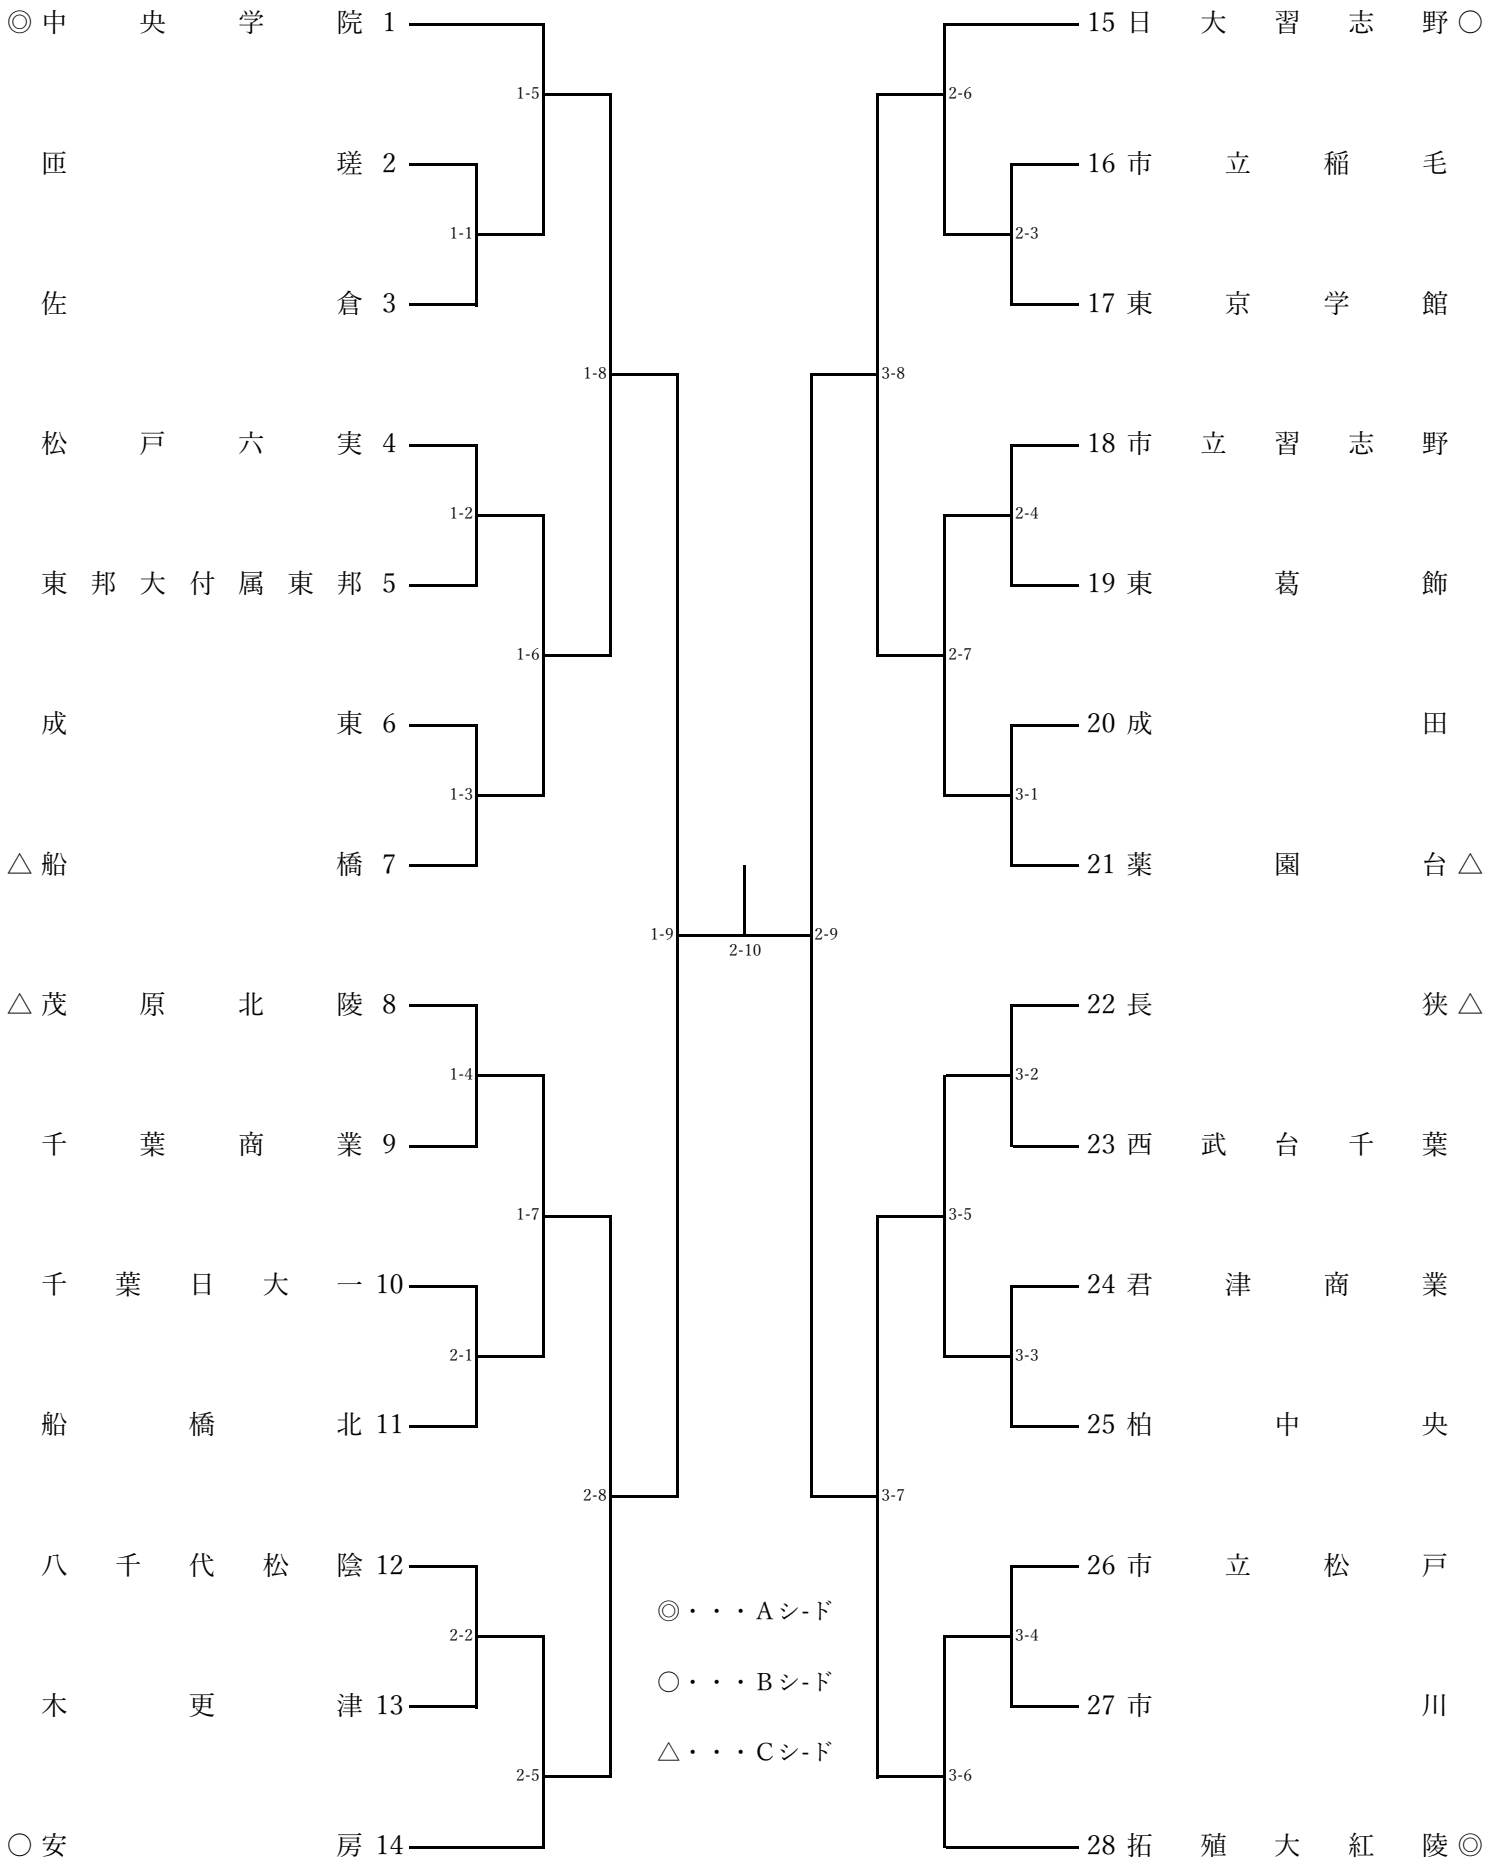 ◎中央学院 1
1-5
匝瑳 2
1-1
佐倉 3
1-8
松戸六実 4
1-2
東邦大付属東邦 5
1-6
成東 6
1-3
△船橋 7
1-9
2-10
△茂原北陵 8
1-4
千葉商業 9
1-7
千葉日大一 10
2-1
船橋北 11
2-8
八千代松陰 12
2-2
木更津 13
2-5
○安房 14
15 日大習志野○
2-6
16 市立稲毛
2-3
17 東京学館
3-8
18 市立習志野
2-4
19 東葛飾
2-7
20 成田
3-1
21 薬園台△
2-9
22 長狭△
3-2
23 西武台千葉
3-5
24 君津商業
3-3
25 柏中央
3-7
26 市立松戸
3-4
27 市川
3-6
28 拓殖大紅陵◎
◎・・・Aシ-ド
○・・・Bシ-ド
△・・・Cシ-ド